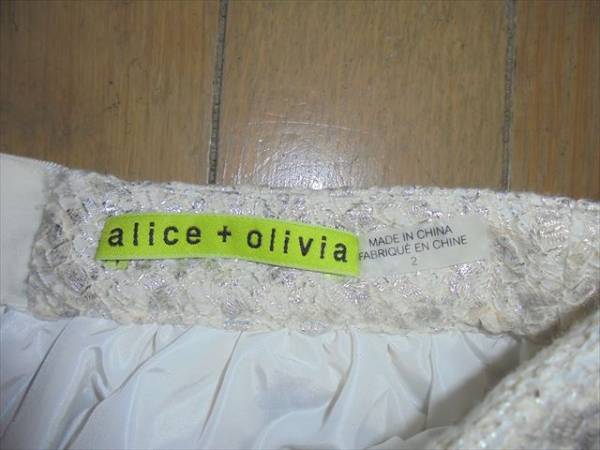 alice + olivia
MADE IN CHINA
FABRIQUÉ EN CHINE
2